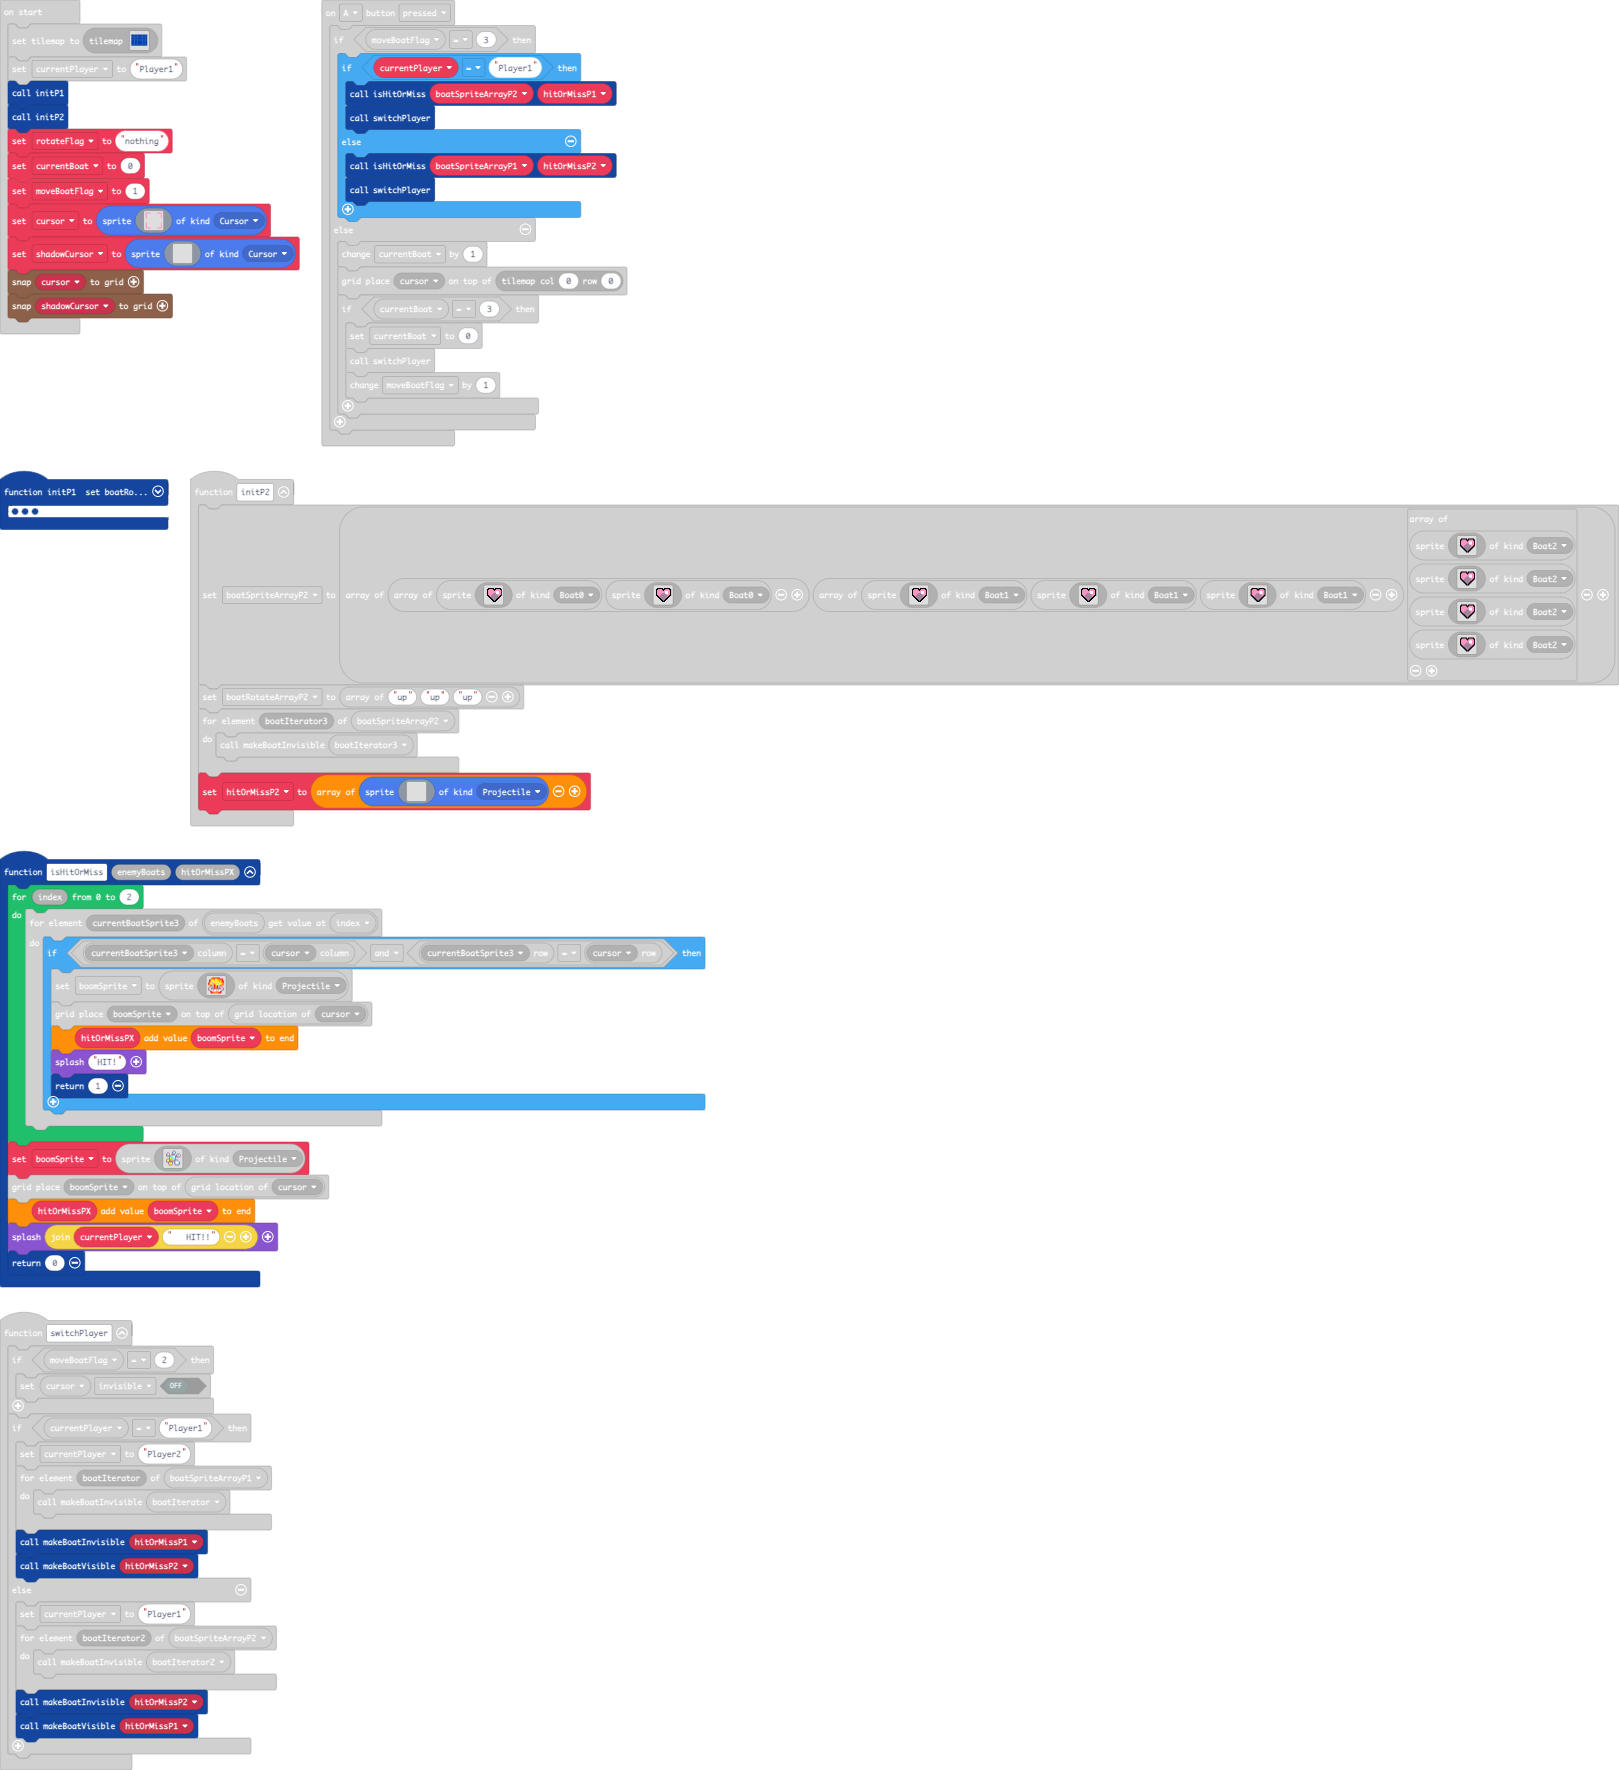 on start
set tilemap to tilemap
set currentPlayer to "Player1"
call initP1
call initP2
set rotateFlag to "nothing"
set currentBoat to 0
set moveBoatFlag to 1
set cursor to sprite of kind Cursor
set shadowCursor to sprite of kind Cursor
snap cursor to grid
snap shadowCursor to grid
on A button pressed
if moveBoatFlag = 3 then
if currentPlayer = "Player1" then
call isHitOrMiss boatSpriteArrayP2 hitOrMissP1
call switchPlayer
else
call isHitOrMiss boatSpriteArrayP1 hitOrMissP2
call switchPlayer
else
change currentBoat by 1
grid place cursor on top of tilemap col 0 row 0
if currentBoat = 3 then
set currentBoat to 0
call switchPlayer
change moveBoatFlag by 1
function initP1 set boatRo...
function initP2
set boatSpriteArrayP2 to array of array of sprite of kind Boat0 sprite of kind Boat0 array of sprite of kind Boat1 sprite of kind Boat1 sprite of kind Boat1 array of
sprite of kind Boat2
sprite of kind Boat2
sprite of kind Boat2
sprite of kind Boat2
set boatRotateArrayP2 to array of "up" "up" "up"
for element boatIterator3 of boatSpriteArrayP2
do
call makeBoatInvisible boatIterator3
set hitOrMissP2 to array of sprite of kind Projectile
function isHitOrMiss enemyBoats hitOrMissPX
for index from 0 to 2
do
for element currentBoatSprite3 of enemyBoats get value at index
do
if currentBoatSprite3 column = cursor column and currentBoatSprite3 row = cursor row then
set boomSprite to sprite of kind Projectile
grid place boomSprite on top of grid location of cursor
hitOrMissPX add value boomSprite to end
splash "HIT!"
return 1
set boomSprite to sprite of kind Projectile
grid place boomSprite on top of grid location of cursor
hitOrMissPX add value boomSprite to end
splash join currentPlayer " HIT!!"
return 0
function switchPlayer
if moveBoatFlag = 2 then
set cursor invisible OFF
if currentPlayer = "Player1" then
set currentPlayer to "Player2"
for element boatIterator of boatSpriteArrayP1
do
call makeBoatInvisible boatIterator
call makeBoatInvisible hitOrMissP1
call makeBoatVisible hitOrMissP2
else
set currentPlayer to "Player1"
for element boatIterator2 of boatSpriteArrayP2
do
call makeBoatInvisible boatIterator2
call makeBoatInvisible hitOrMissP2
call makeBoatVisible hitOrMissP1